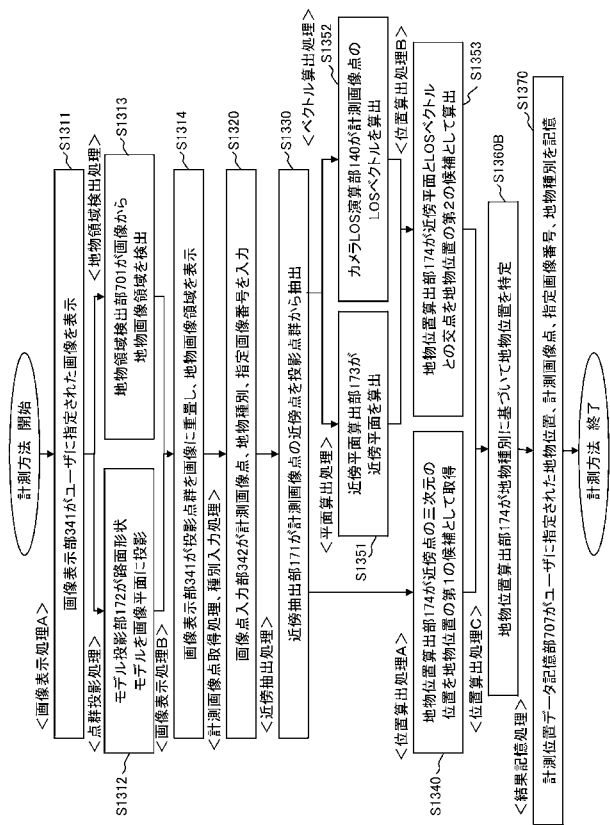 計測方法 開始
<画像表示処理A>
S1311
画像表示部341がユーザに指定された画像を表示
<点群投影処理>
<地物領域検出処理>
S1312
モデル投影部172が路面形状
モデルを画像平面に投影
S1313
地物領域検出部701が画像から
地物画像領域を検出
<画像表示処理B>
S1314
画像表示部341が投影点群を画像に重畳し、地物画像領域を表示
<計測画像点取得処理、種別入力処理>
S1320
画像点入力部342が計測画像点、地物種別、指定画像番号を入力
<近傍抽出処理>
S1330
近傍抽出部171が計測画像点の近傍点を投影点群から抽出
<平面算出処理>
<ベクトル算出処理>
S1351
近傍平面算出部173が
近傍平面を算出
S1352
カメラLOS演算部140が計測画像点の
LOSベクトルを算出
<位置算出処理A>
<位置算出処理B>
S1340
地物位置算出部174が近傍点の三次元の
位置を地物位置の第1の候補として取得
S1353
地物位置算出部174が近傍平面とLOSベクトル
との交点を地物位置の第2の候補として算出
<位置算出処理C>
S1360B
地物位置算出部174が地物種別に基づいて地物位置を特定
<結果記憶処理>
S1370
計測位置データ記憶部707がユーザに指定された地物位置、計測画像点、指定画像番号、地物種別を記憶
計測方法 終了